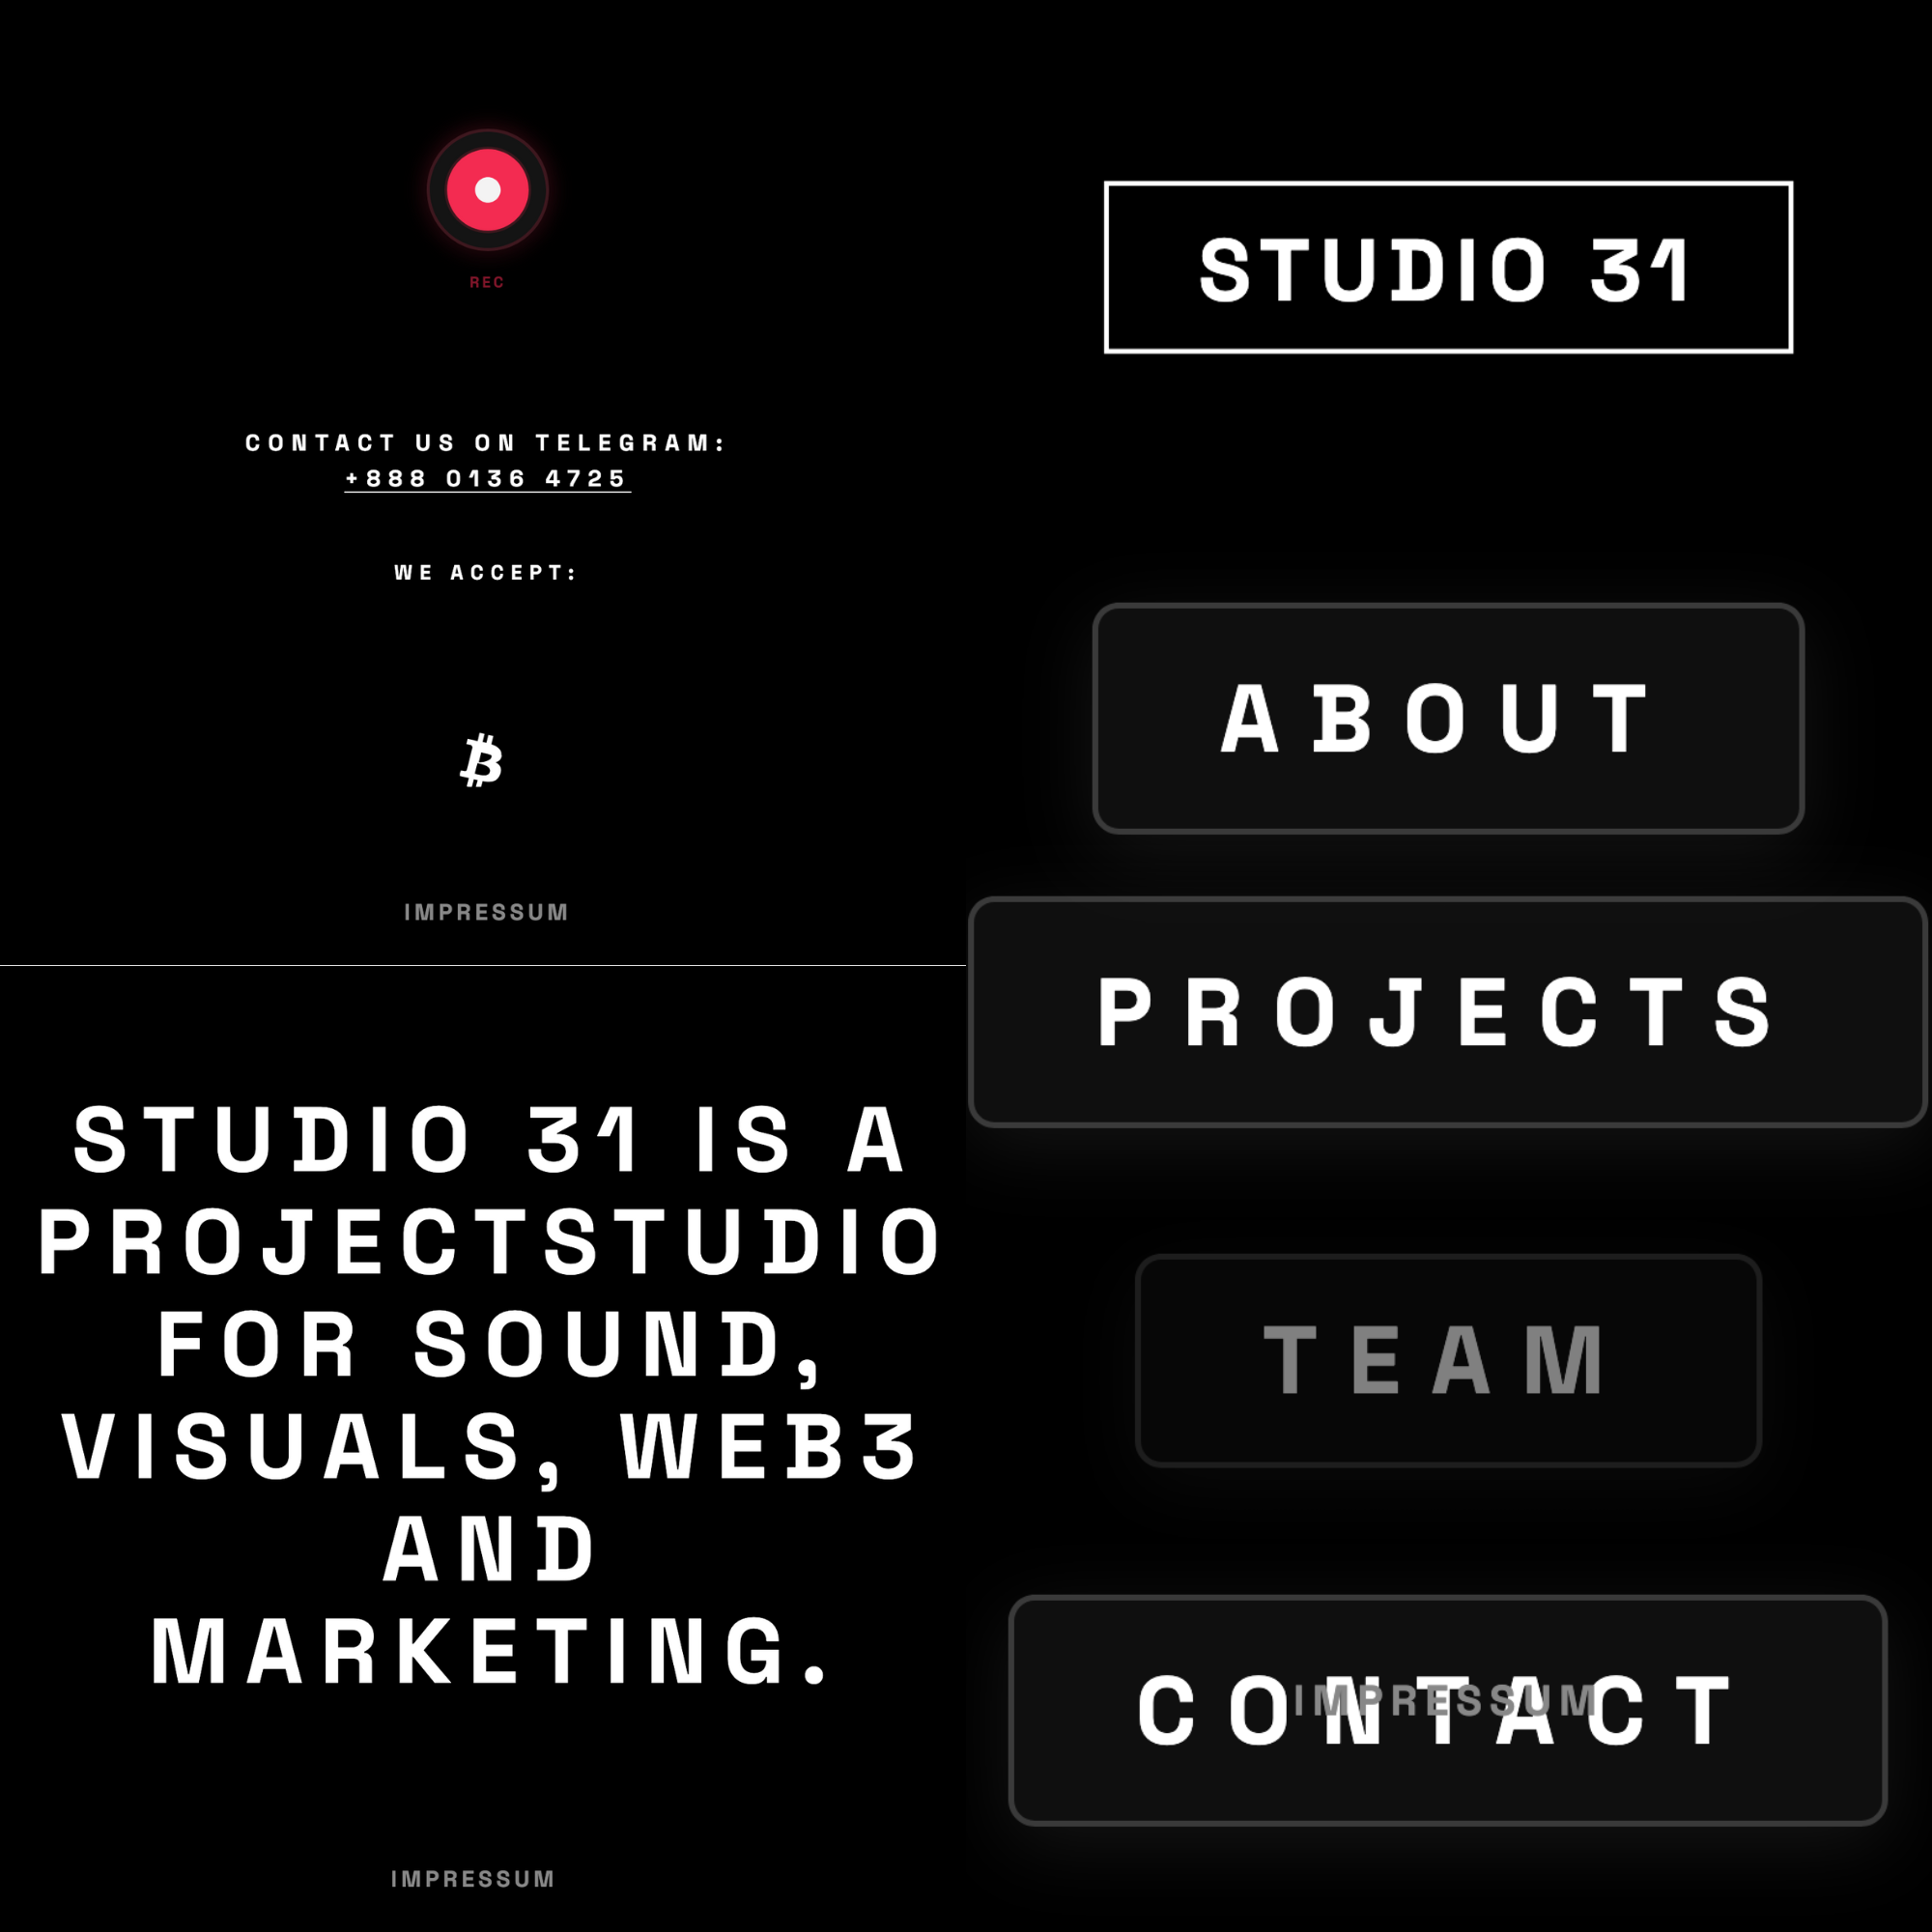 REC
CONTACT US ON TELEGRAM:
+888 0136 4725
WE ACCEPT:
IMPRESSUM
STUDIO 31
ABOUT
PROJECTS
TEAM
CONTACT
IMPRESSUM
STUDIO 31 IS A
PROJECTSTUDIO
FOR SOUND,
VISUALS, WEB3
AND
MARKETING.
IMPRESSUM